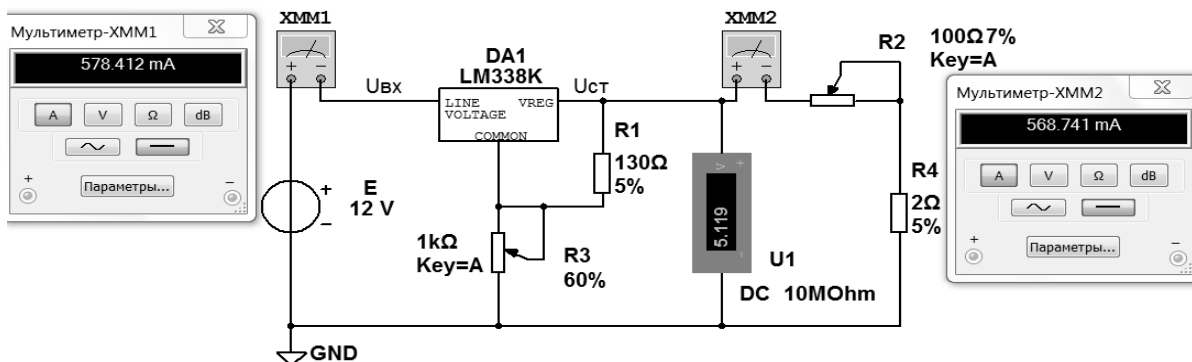 Мультиметр-XMM1
X
578.412 mA
A V Ω dB
+ –
Параметры...
XMM1
+ –
Uвх
DA1
LM338K
LINE VREG
VOLTAGE
COMMON
Uст
R1
130Ω
5%
E
12 V
+
–
1kΩ
Key=A
R3
60%
GND
XMM2
+ –
V +
5.119
–
U1
DC 10MOhm
R2
100Ω 7%
Key=A
R4
2Ω
5%
Мультиметр-XMM2
X
568.741 mA
A V Ω dB
+ –
Параметры...